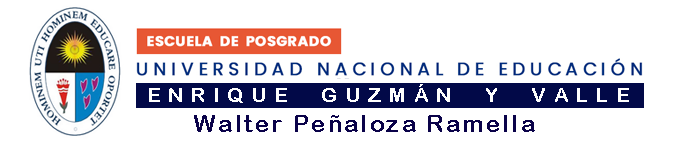 HOMINEM UTI HOMINEM EDUCARE OPORTET
ESCUELA DE POSGRADO
UNIVERSIDAD NACIONAL DE EDUCACIÓN
ENRIQUE GUZMÁN Y VALLE
Walter Peñaloza Ramella